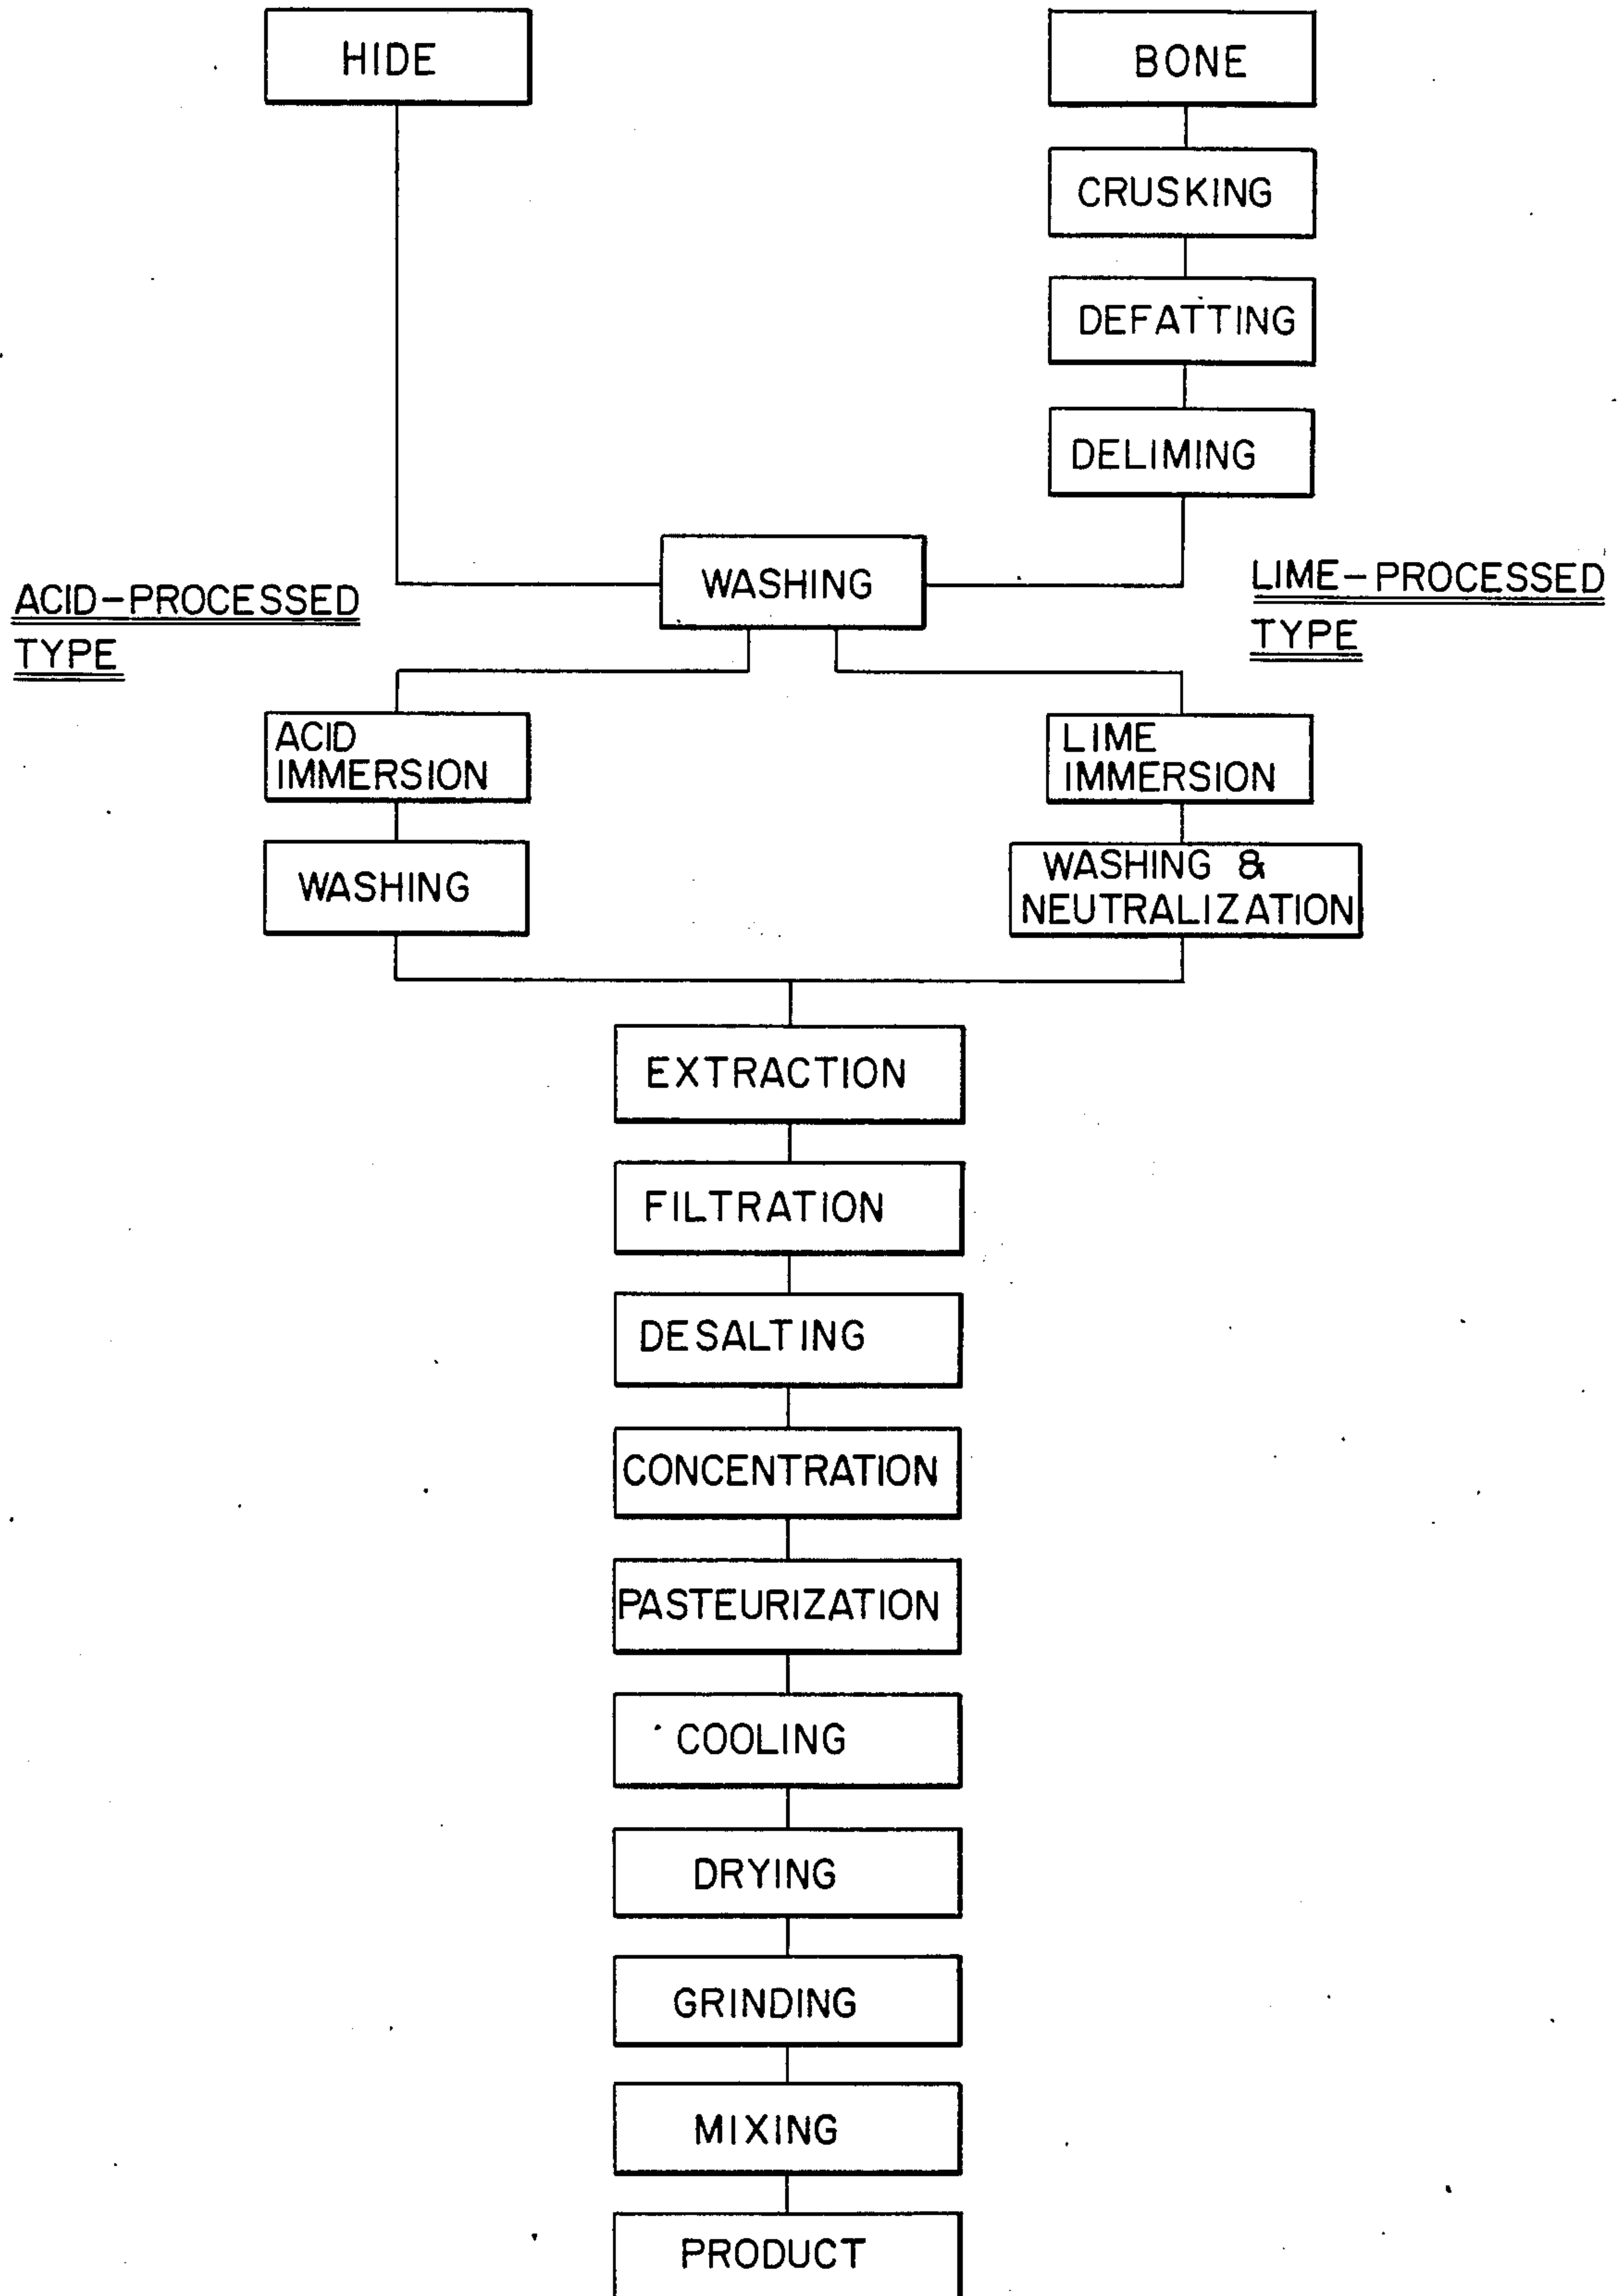 HIDE
BONE
CRUSKING
DEFATTING
DELIMING
WASHING
ACID-PROCESSED
TYPE
LIME-PROCESSED
TYPE
ACID
IMMERSION
LIME
IMMERSION
WASHING
WASHING &
NEUTRALIZATION
EXTRACTION
FILTRATION
DESALTING
CONCENTRATION
PASTEURIZATION
COOLING
DRYING
GRINDING
MIXING
PRODUCT